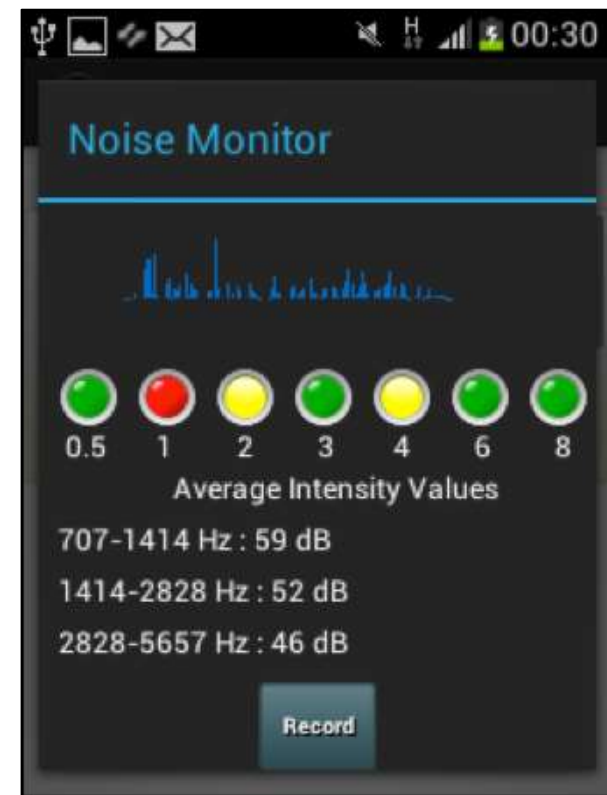 H 00:30
Noise Monitor
0.5 1 2 3 4 6 8
Average Intensity Values
707-1414 Hz : 59 dB
1414-2828 Hz : 52 dB
2828-5657 Hz : 46 dB
Record